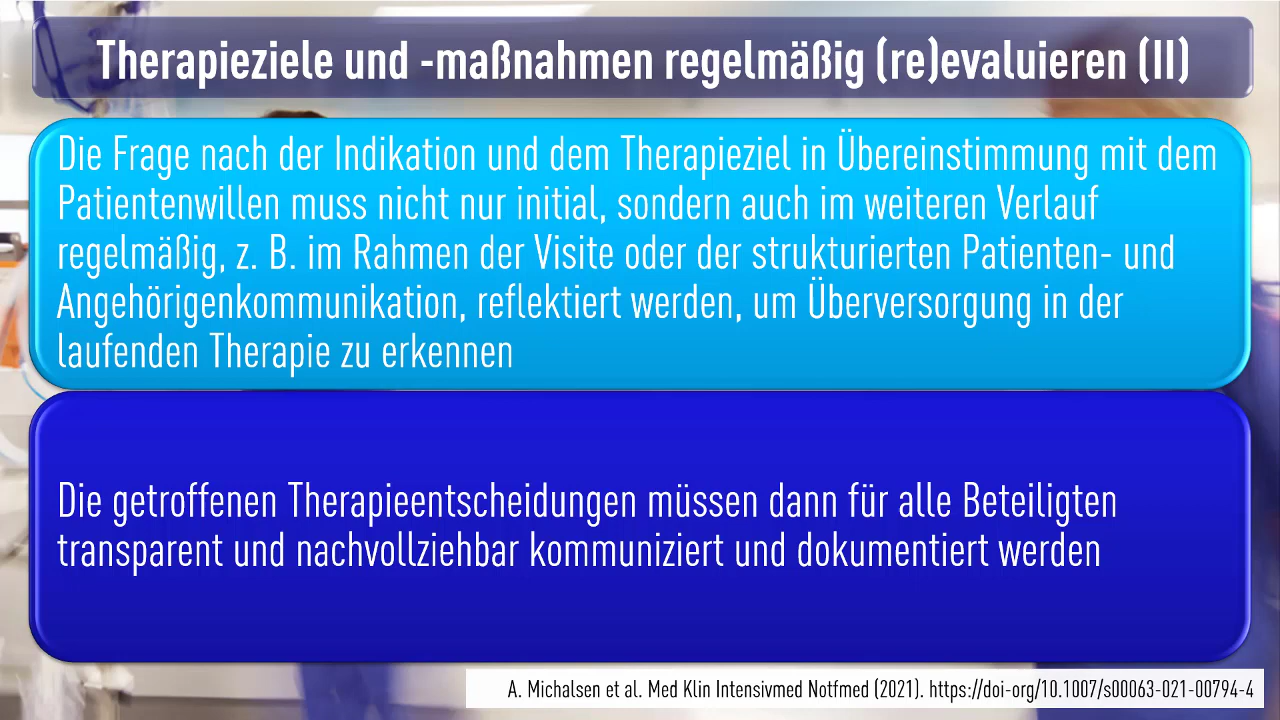 Therapieziele und -maßnahmen regelmäßig (re)evaluieren (II)
Die Frage nach der Indikation und dem Therapieziel in Übereinstimmung mit dem
Patientenwillen muss nicht nur initial, sondern auch im weiteren Verlauf
regelmäßig, z. B. im Rahmen der Visite oder der strukturierten Patienten- und
Angehörigenkommunikation, reflektiert werden, um Überversorgung in der
laufenden Therapie zu erkennen
Die getroffenen Therapieentscheidungen müssen dann für alle Beteiligten
transparent und nachvollziehbar kommuniziert und dokumentiert werden
A. Michalsen et al. Med Klin Intensivmed Notfmed (2021). https://doi-org/10.1007/s00063-021-00794-4